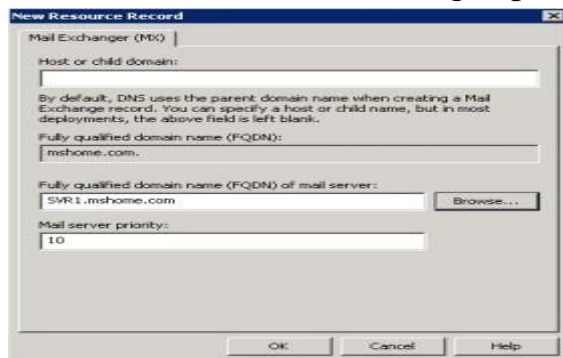 New Resource Record
Mail Exchanger (MX)
Host or child domain:
By default, DNS uses the parent domain name when creating a Mail
Exchange record. You can specify a host or child name, but in most
deployments, the above field is left blank.
Fully qualified domain name (FQDN):
mshome.com.
Fully qualified domain name (FQDN) of mail server:
SVR1.mshome.com
Browse...
Mail server priority:
10
OK
Cancel
Help